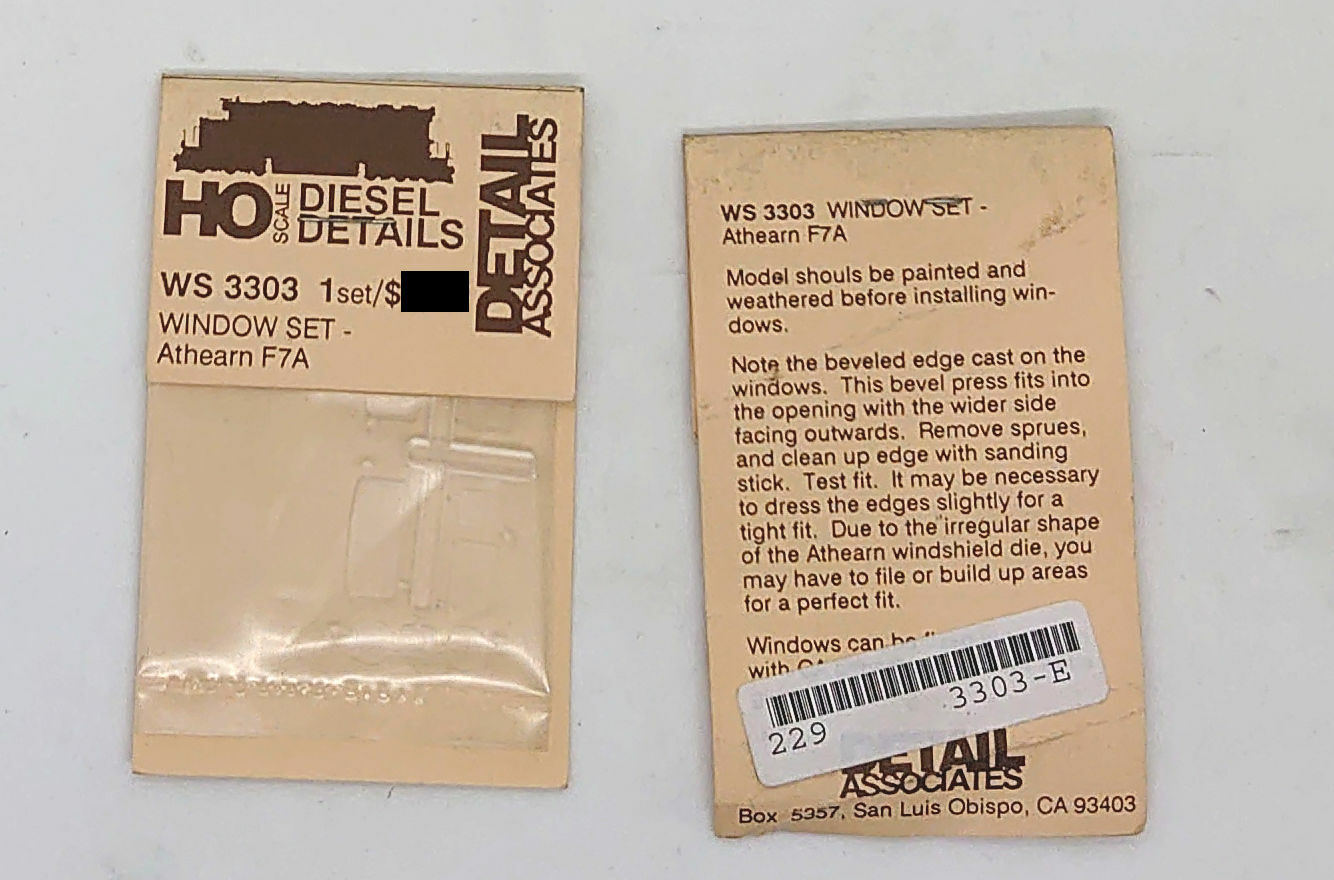 HO SCALE DIESEL
DETAILS
DETAIL
ASSOCIATES
WS 3303 1set/$
WINDOW SET -
Athearn F7A
WS 3303 WINDOW SET -
Athearn F7A
Model shouls be painted and
weathered before installing win-
dows.
Note the beveled edge cast on the
windows. This bevel press fits into
the opening with the wider side
facing outwards. Remove sprues,
and clean up edge with sanding
stick. Test fit. It may be necessary
to dress the edges slightly for a
tight fit. Due to the irregular shape
of the Athearn windshield die, you
may have to file or build up areas
for a perfect fit.
Windows can be
with
229 3303-E
DETAIL
ASSOCIATES
Box 5357, San Luis Obispo, CA 93403